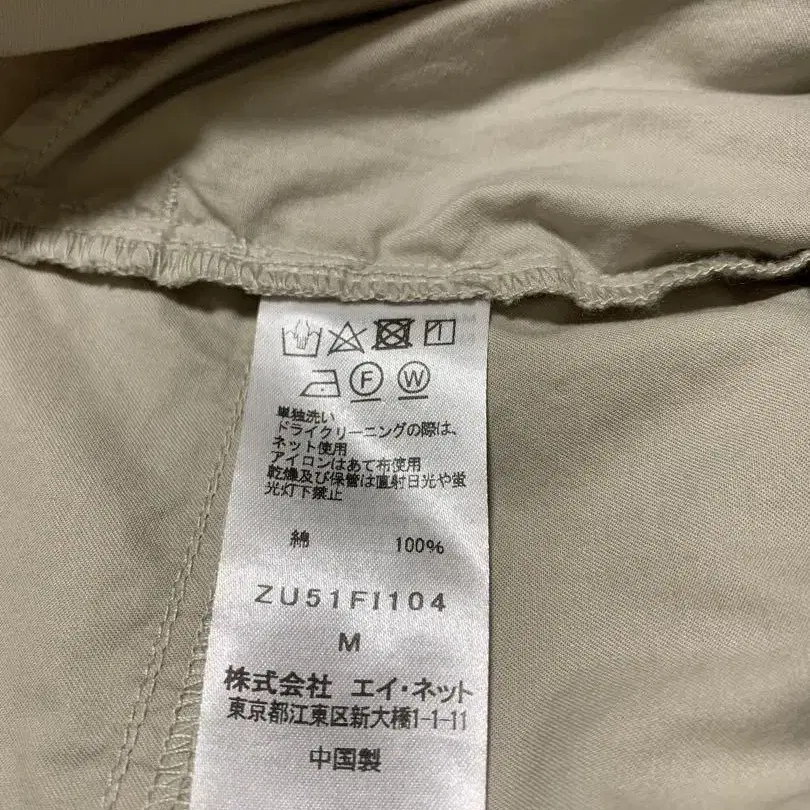 F W
単独洗い
ドライクリーニングの際は、
ネット使用
アイロンはあて布使用
乾燥及び保管は直射日光や蛍
光灯下禁止
綿 100%
ZU51FI104
M
株式会社 エイ・ネット
東京都江東区新大橋1-1-11
中国製